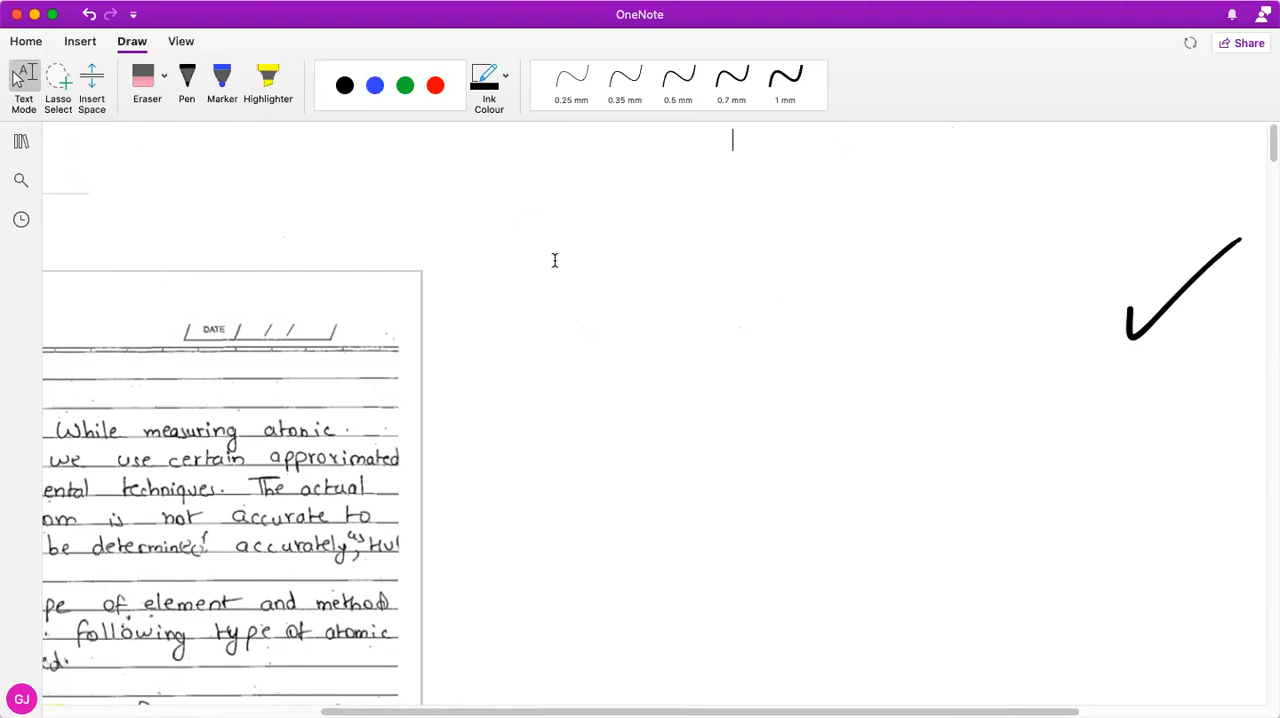 OneNote
Home Insert Draw View
Share
Text Mode
Lasso Select
Insert Space
Eraser
Pen
Marker
Highlighter
Ink Colour
0.25 mm
0.35 mm
0.5 mm
0.7 mm
1 mm
DATE / /
While measuring atomic
we use certain approximated
ental techniques. The actual
om is not accurate to
be determined accurately, as
pe of element and method
. following type of atomic
ed.
GJ